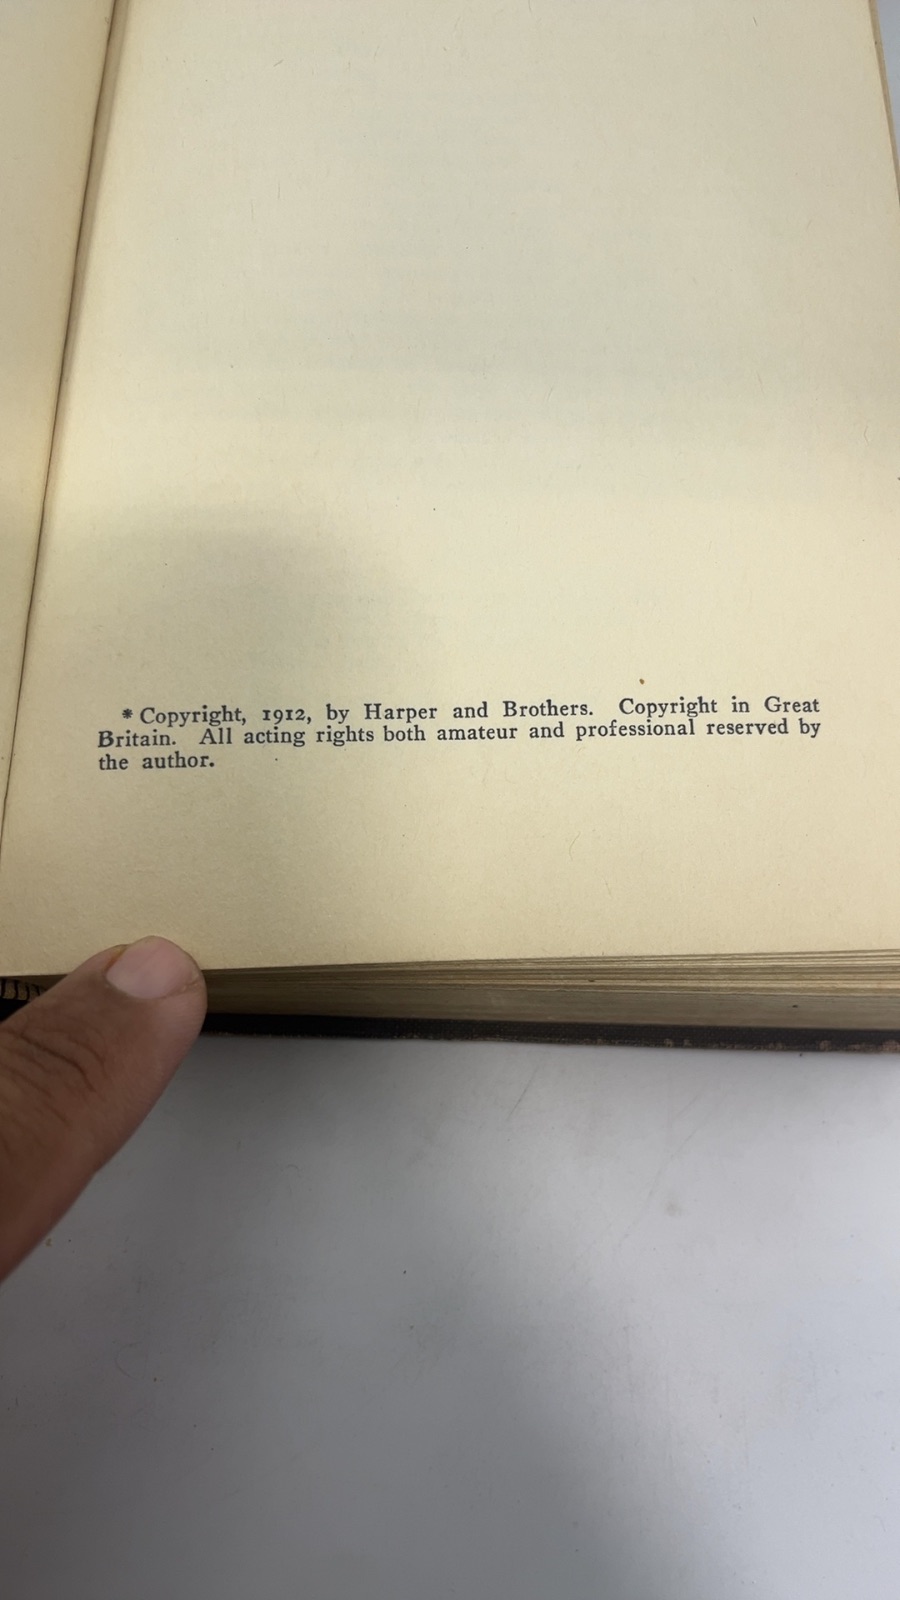 * Copyright, 1912, by Harper and Brothers. Copyright in Great
Britain. All acting rights both amateur and professional reserved by
the author.